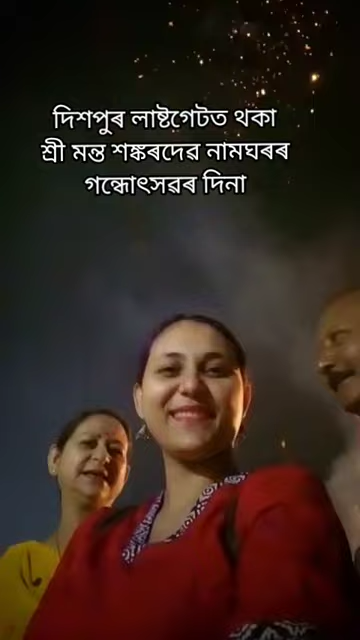 দিশপুৰ লাষ্টগেটত থকা
শ্ৰী মন্ত শঙ্কৰদেৱ নামঘৰৰ
গন্ধোৎসৱৰ দিনা